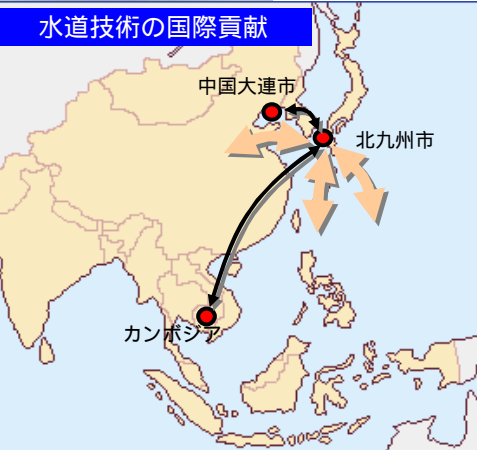 水道技術の国際貢献
中国大連市
北九州市
カンボジア